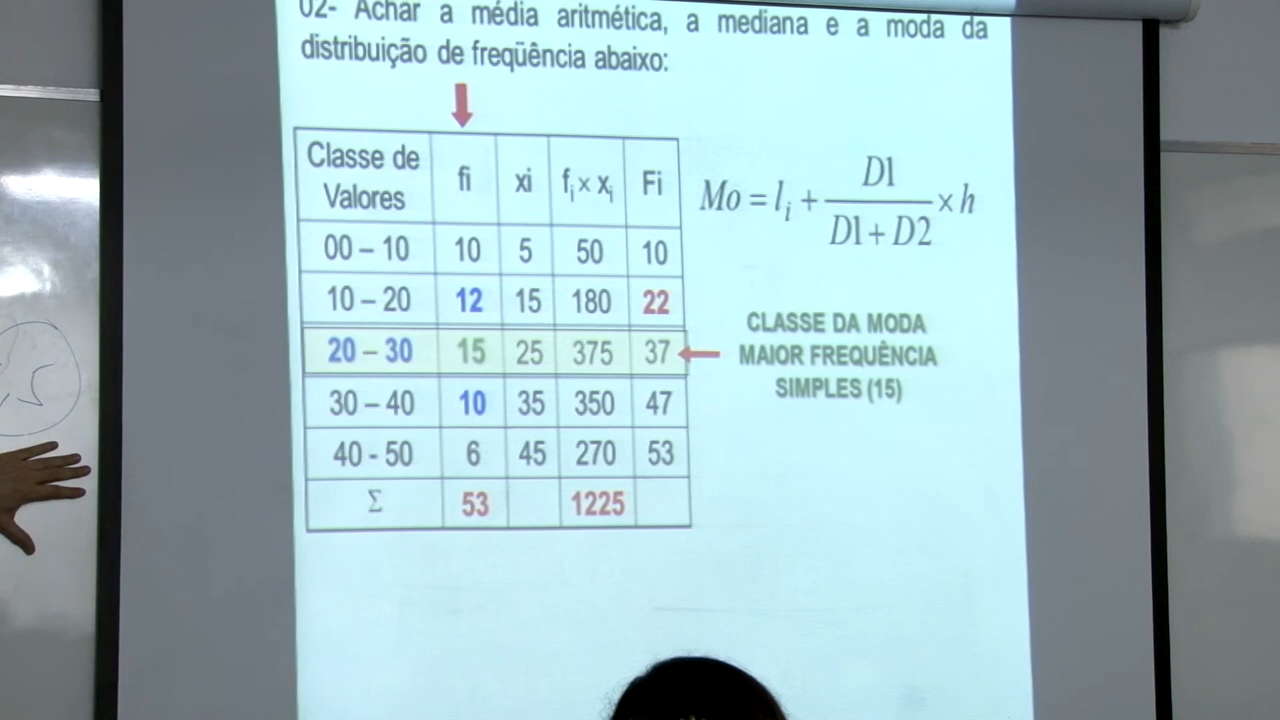 02- Achar a média aritmética, a mediana e a moda da
distribuição de freqüência abaixo:
Classe de Valores fi xi fi × xi Fi
00 – 10 10 5 50 10
10 – 20 12 15 180 22
20 – 30 15 25 375 37
30 – 40 10 35 350 47
40 - 50 6 45 270 53
Σ 53 1225
Mo = li + D1 / D1 + D2 × h
CLASSE DA MODA
MAIOR FREQUÊNCIA
SIMPLES (15)